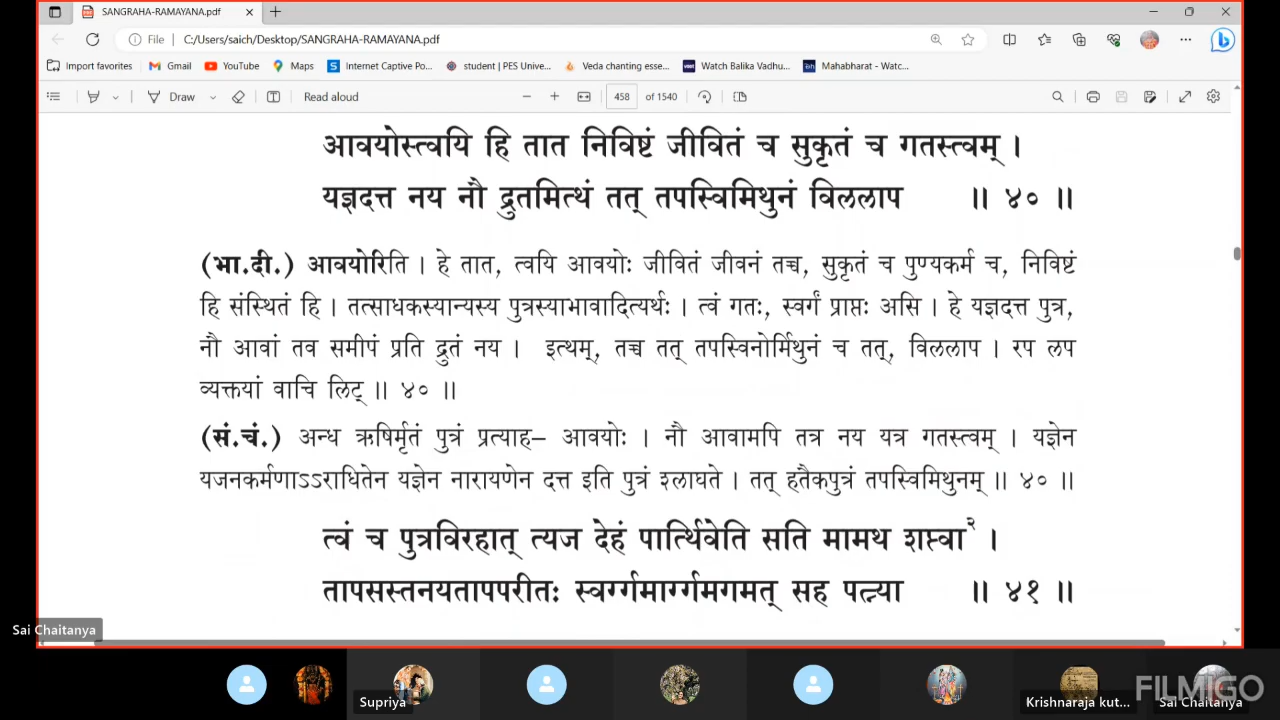 SANGRAHA-RAMAYANA.pdf
File C:/Users/saich/Desktop/SANGRAHA-RAMAYANA.pdf
Import favorites Gmail YouTube Maps Internet Captive Po... student | PES Unive... Veda chanting esse... Watch Balika Vadhu... Mahabharat - Watc...
Draw Read aloud 458 of 1540
आवयोस्त्वयि हि तात निविष्टं जीवितं च सुकृतं च गतस्त्वम् ।
यज्ञदत्त नय नौ द्रुतमित्थं तत् तपस्विमिथुनं विललाप ॥ ४० ॥
(भा.दी.) आवयोरिति । हे तात, त्वयि आवयोः जीवितं जीवनं तच्च, सुकृतं च पुण्यकर्म च, निविष्टं
हि संस्थितं हि । तत्साधकस्यान्यस्य पुत्रस्याभावादित्यर्थः । त्वं गतः, स्वर्गं प्राप्तः असि । हे यज्ञदत्त पुत्र,
नौ आवां तव समीपं प्रति द्रुतं नय । इत्थम्, तच्च तत् तपस्विनोर्मिथुनं च तत्, विललाप । रप लप
व्यक्तयां वाचि लिट् ॥ ४० ॥
(सं.चं.) अन्ध ऋषिर्मृतं पुत्रं प्रत्याह– आवयोः । नौ आवामपि तत्र नय यत्र गतस्त्वम् । यज्ञेन
यजनकर्मणाऽऽराधितेन यज्ञेन नारायणेन दत्त इति पुत्रं श्लाघते । तत् हतैकपुत्रं तपस्विमिथुनम् ॥ ४० ॥
त्वं च पुत्रविरहात् त्यज देहं पार्त्थिवेति सति मामथ शप्त्वा२ ।
तापसस्तनयतापपरीतः स्वर्ग्गमार्ग्गमगमत् सह पत्न्या ॥ ४१ ॥
Sai Chaitanya
Supriya
Krishnaraja kut...
Sai Chaitanya
FILMIGO